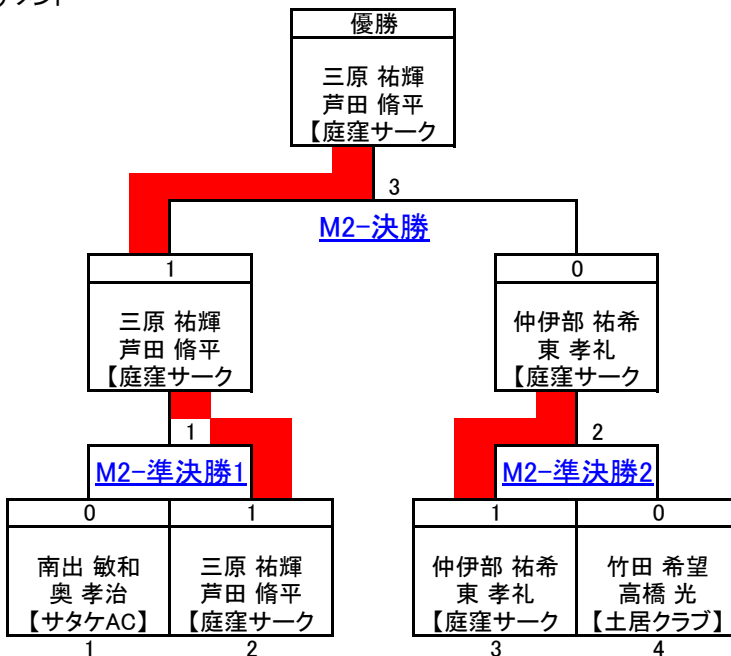 優勝
三原 祐輝
芦田 脩平
【庭窪サーク
3
M2-決勝
1
三原 祐輝
芦田 脩平
【庭窪サーク
0
仲伊部 祐希
東 孝礼
【庭窪サーク
1
M2-準決勝1
2
M2-準決勝2
0
南出 敏和
奥 孝治
【サタケAC】
1
1
三原 祐輝
芦田 脩平
【庭窪サーク
2
1
仲伊部 祐希
東 孝礼
【庭窪サーク
3
0
竹田 希望
高橋 光
【土居クラブ】
4